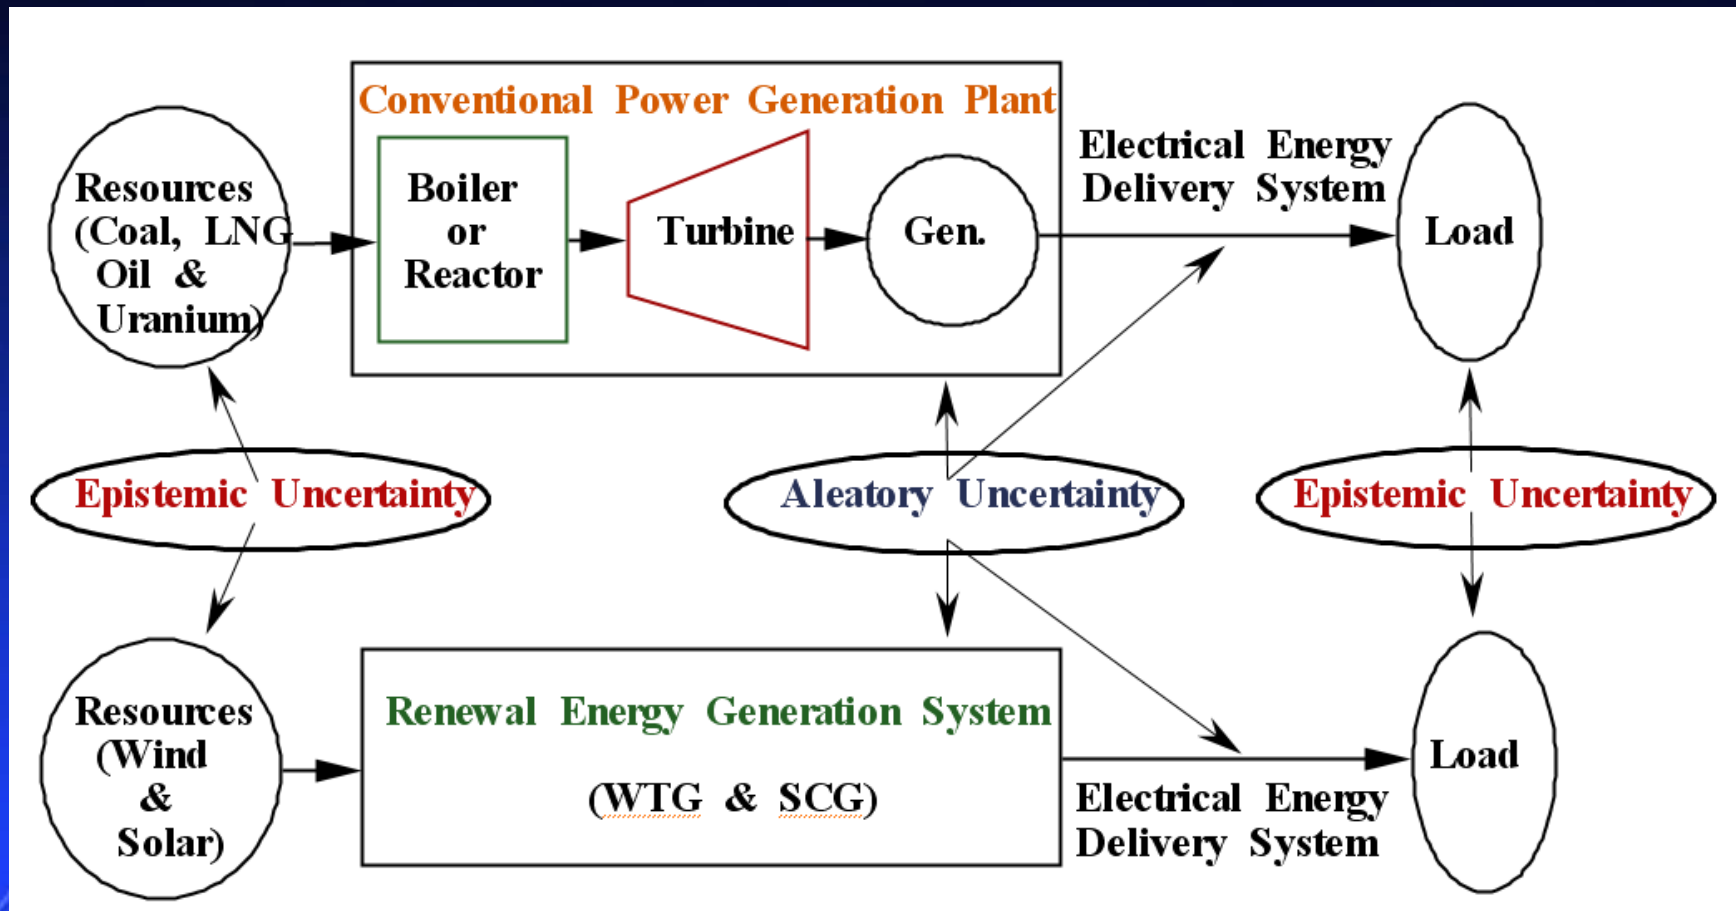 Conventional Power Generation Plant
Resources
(Coal, LNG
Oil &
Uranium)
Boiler
or
Reactor
Turbine
Gen.
Electrical Energy
Delivery System
Load
Epistemic Uncertainty
Aleatory Uncertainty
Epistemic Uncertainty
Resources
(Wind
&
Solar)
Renewal Energy Generation System
(WTG & SCG)
Electrical Energy
Delivery System
Load